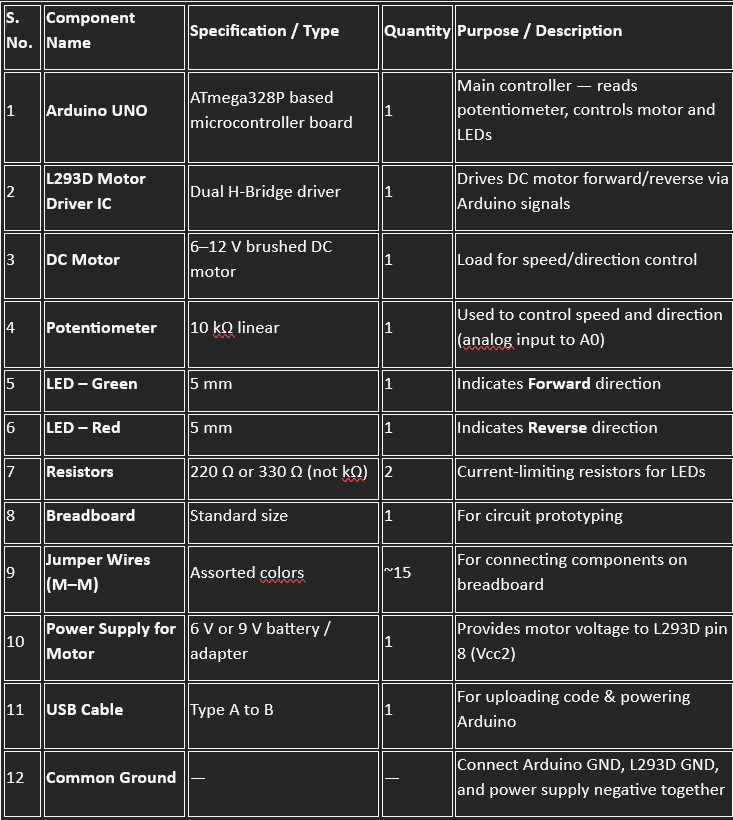 S. No. | Component Name | Specification / Type | Quantity | Purpose / Description
1 | Arduino UNO | ATmega328P based microcontroller board | 1 | Main controller — reads potentiometer, controls motor and LEDs
2 | L293D Motor Driver IC | Dual H-Bridge driver | 1 | Drives DC motor forward/reverse via Arduino signals
3 | DC Motor | 6–12 V brushed DC motor | 1 | Load for speed/direction control
4 | Potentiometer | 10 kΩ linear | 1 | Used to control speed and direction (analog input to A0)
5 | LED – Green | 5 mm | 1 | Indicates Forward direction
6 | LED – Red | 5 mm | 1 | Indicates Reverse direction
7 | Resistors | 220 Ω or 330 Ω (not kΩ) | 2 | Current-limiting resistors for LEDs
8 | Breadboard | Standard size | 1 | For circuit prototyping
9 | Jumper Wires (M–M) | Assorted colors | ~15 | For connecting components on breadboard
10 | Power Supply for Motor | 6 V or 9 V battery / adapter | 1 | Provides motor voltage to L293D pin 8 (Vcc2)
11 | USB Cable | Type A to B | 1 | For uploading code & powering Arduino
12 | Common Ground | — | — | Connect Arduino GND, L293D GND, and power supply negative together